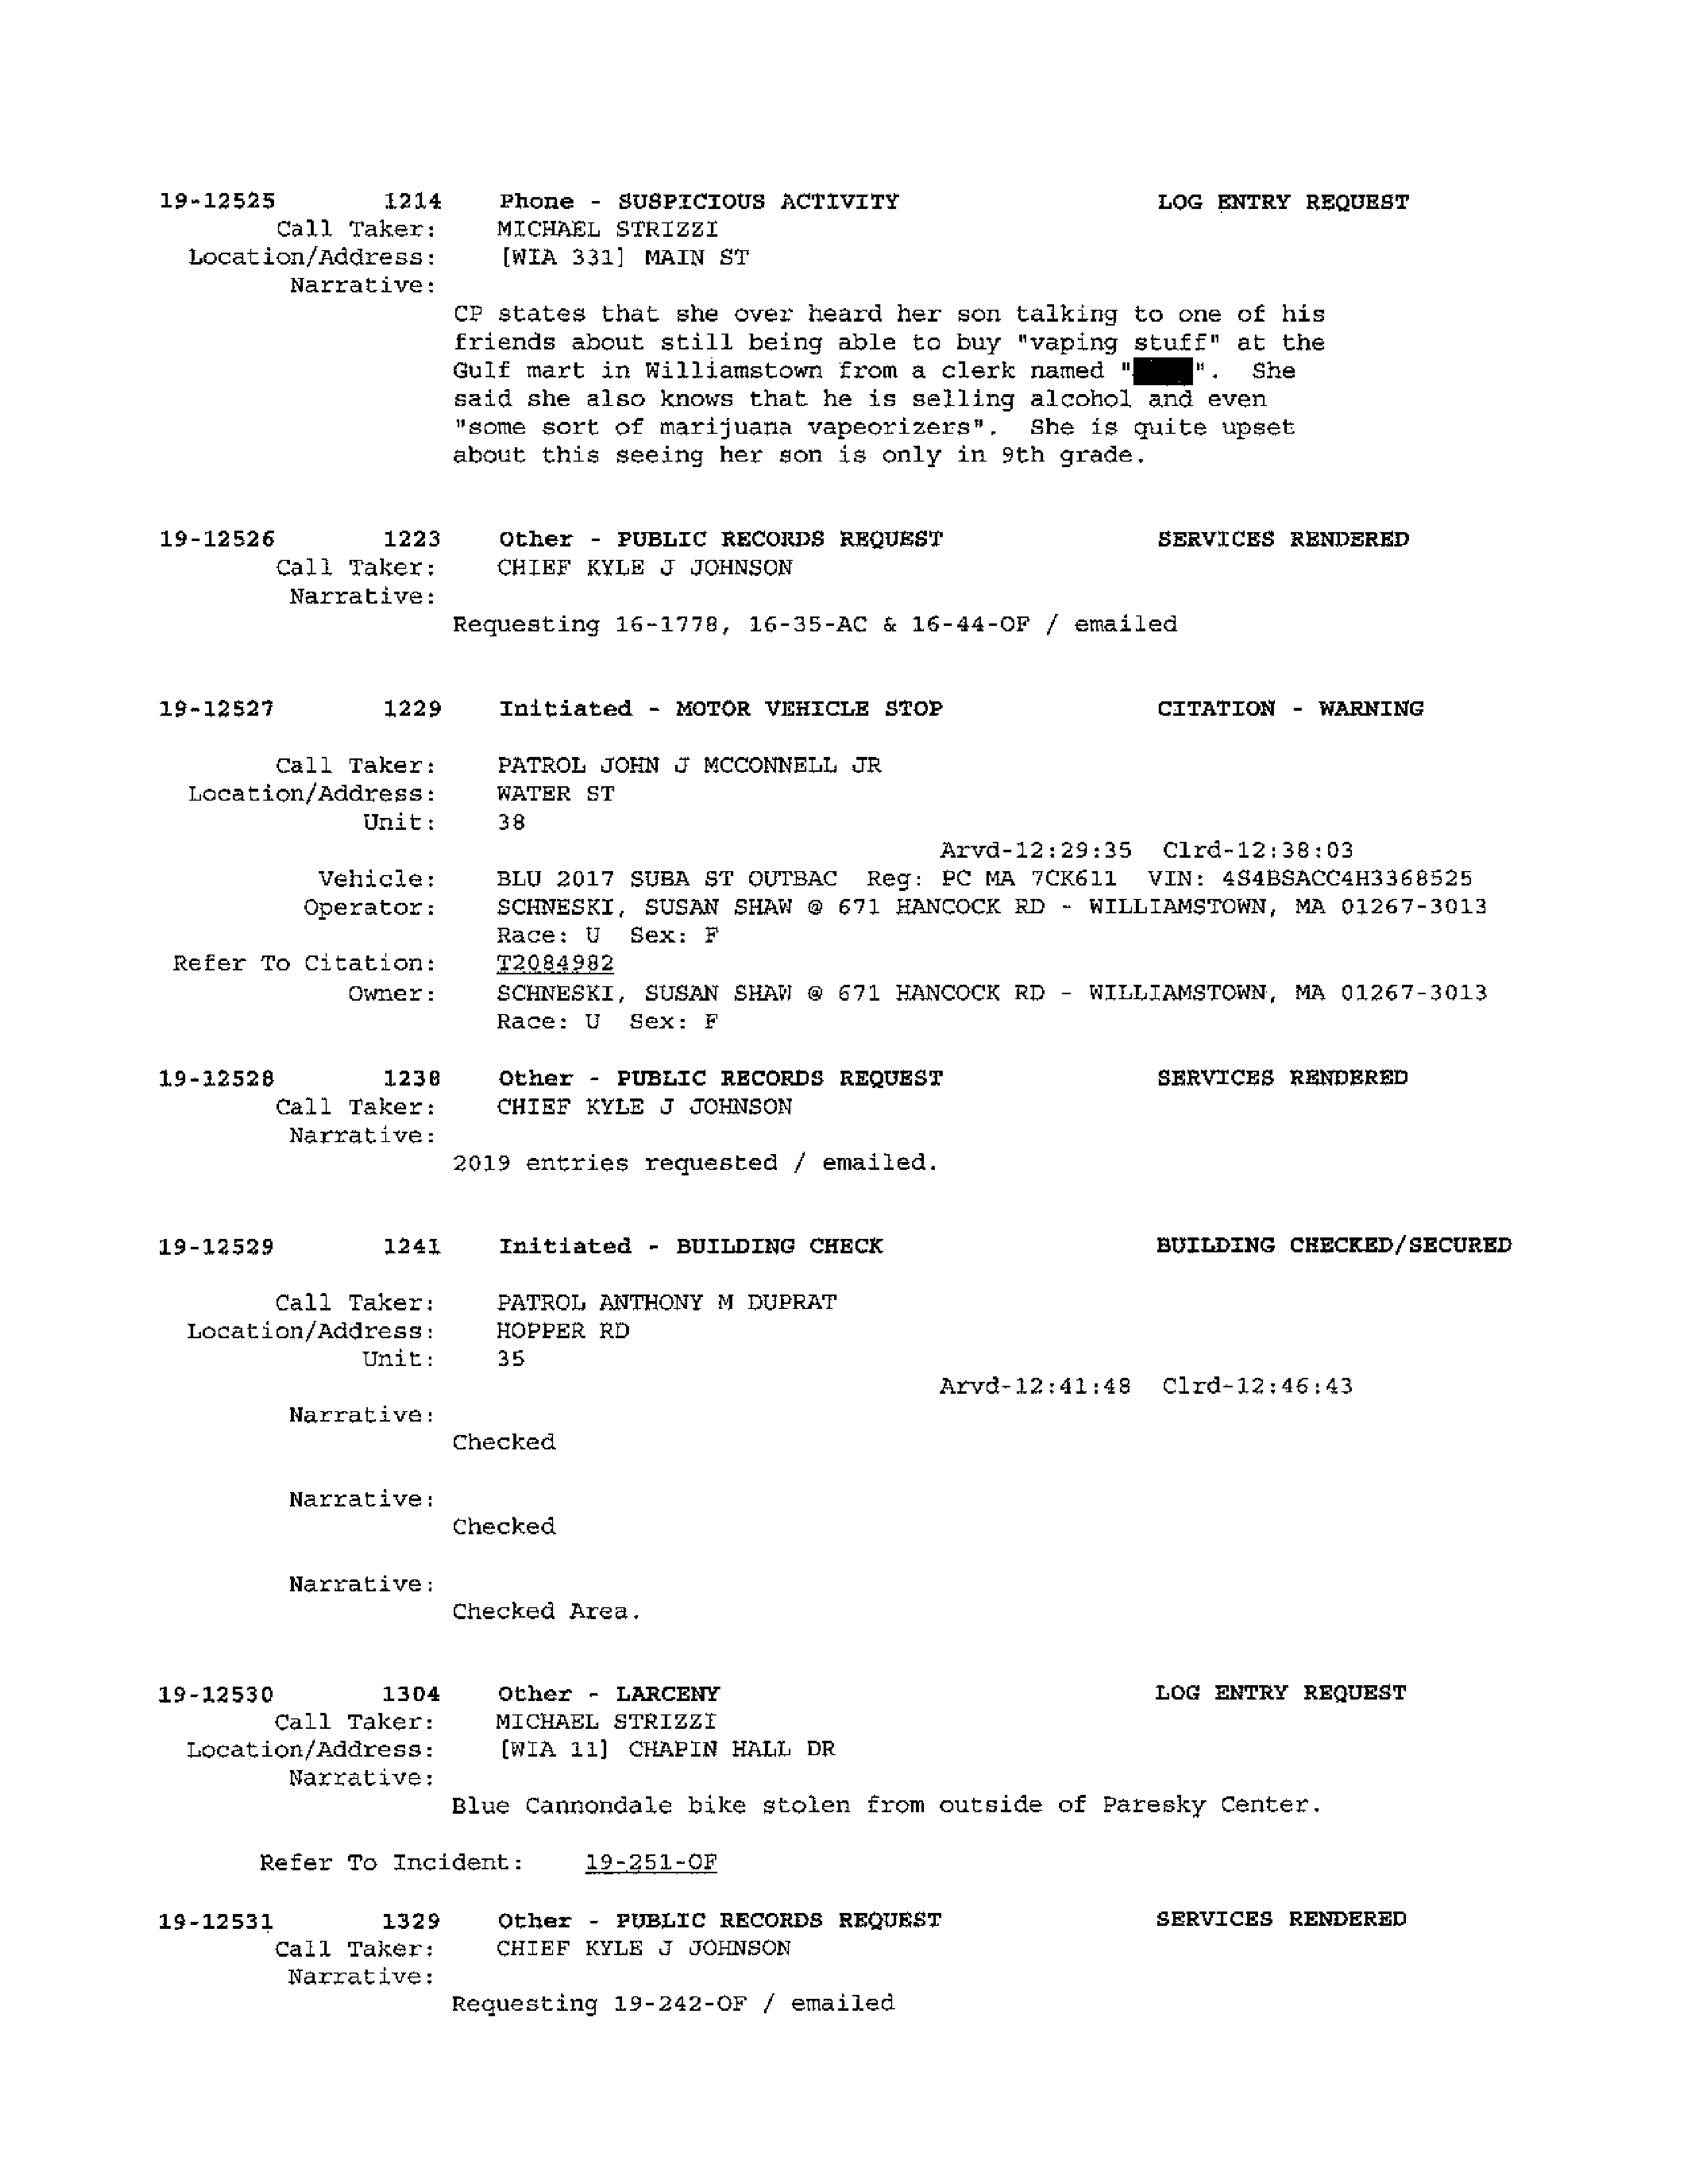 19-12525 1214 Phone - SUSPICIOUS ACTIVITY LOG ENTRY REQUEST
Call Taker: MICHAEL STRIZZI
Location/Address: [WIA 331] MAIN ST
Narrative:
CP states that she over heard her son talking to one of his
friends about still being able to buy "vaping stuff" at the
Gulf mart in Williamstown from a clerk named " ". She
said she also knows that he is selling alcohol and even
"some sort of marijuana vapeorizers". She is quite upset
about this seeing her son is only in 9th grade.
19-12526 1223 Other - PUBLIC RECORDS REQUEST SERVICES RENDERED
Call Taker: CHIEF KYLE J JOHNSON
Narrative:
Requesting 16-1778, 16-35-AC & 16-44-OF / emailed
19-12527 1229 Initiated - MOTOR VEHICLE STOP CITATION - WARNING
Call Taker: PATROL JOHN J MCCONNELL JR
Location/Address: WATER ST
Unit: 38
Arvd-12:29:35 Clrd-12:38:03
Vehicle: BLU 2017 SUBA ST OUTBAC Reg: PC MA 7CK611 VIN: 4S4BSACC4H3368525
Operator: SCHNESKI, SUSAN SHAW @ 671 HANCOCK RD - WILLIAMSTOWN, MA 01267-3013
Race: U Sex: F
Refer To Citation: T2084982
Owner: SCHNESKI, SUSAN SHAW @ 671 HANCOCK RD - WILLIAMSTOWN, MA 01267-3013
Race: U Sex: F
19-12528 1238 Other - PUBLIC RECORDS REQUEST SERVICES RENDERED
Call Taker: CHIEF KYLE J JOHNSON
Narrative:
2019 entries requested / emailed.
19-12529 1241 Initiated - BUILDING CHECK BUILDING CHECKED/SECURED
Call Taker: PATROL ANTHONY M DUPRAT
Location/Address: HOPPER RD
Unit: 35
Arvd-12:41:48 Clrd-12:46:43
Narrative:
Checked
Narrative:
Checked
Narrative:
Checked Area.
19-12530 1304 Other - LARCENY LOG ENTRY REQUEST
Call Taker: MICHAEL STRIZZI
Location/Address: [WIA 11] CHAPIN HALL DR
Narrative:
Blue Cannondale bike stolen from outside of Paresky Center.
Refer To Incident: 19-251-OF
19-12531 1329 Other - PUBLIC RECORDS REQUEST SERVICES RENDERED
Call Taker: CHIEF KYLE J JOHNSON
Narrative:
Requesting 19-242-OF / emailed